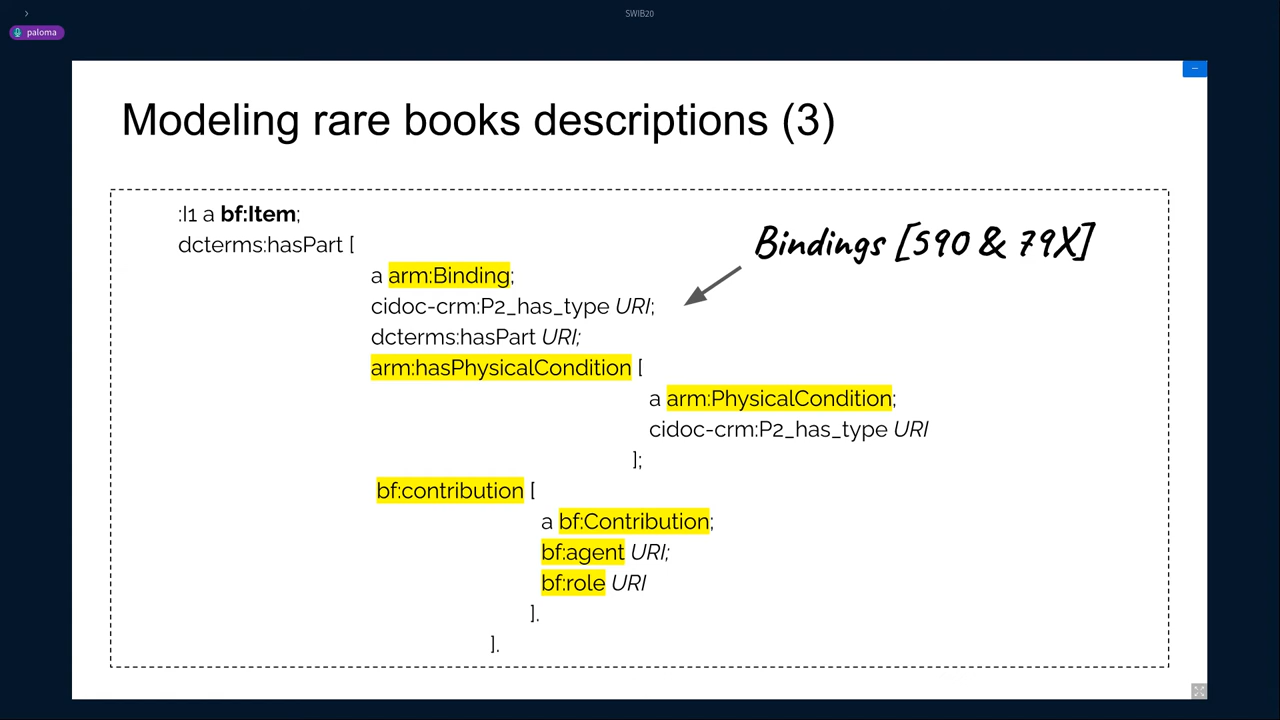 SWIB20
paloma
Modeling rare books descriptions (3)
:I1 a bf:Item;
dcterms:hasPart [
Bindings [590 & 79X]
a arm:Binding;
cidoc-crm:P2_has_type URI;
dcterms:hasPart URI;
arm:hasPhysicalCondition [
a arm:PhysicalCondition;
cidoc-crm:P2_has_type URI
];
bf:contribution [
a bf:Contribution;
bf:agent URI;
bf:role URI
].
].